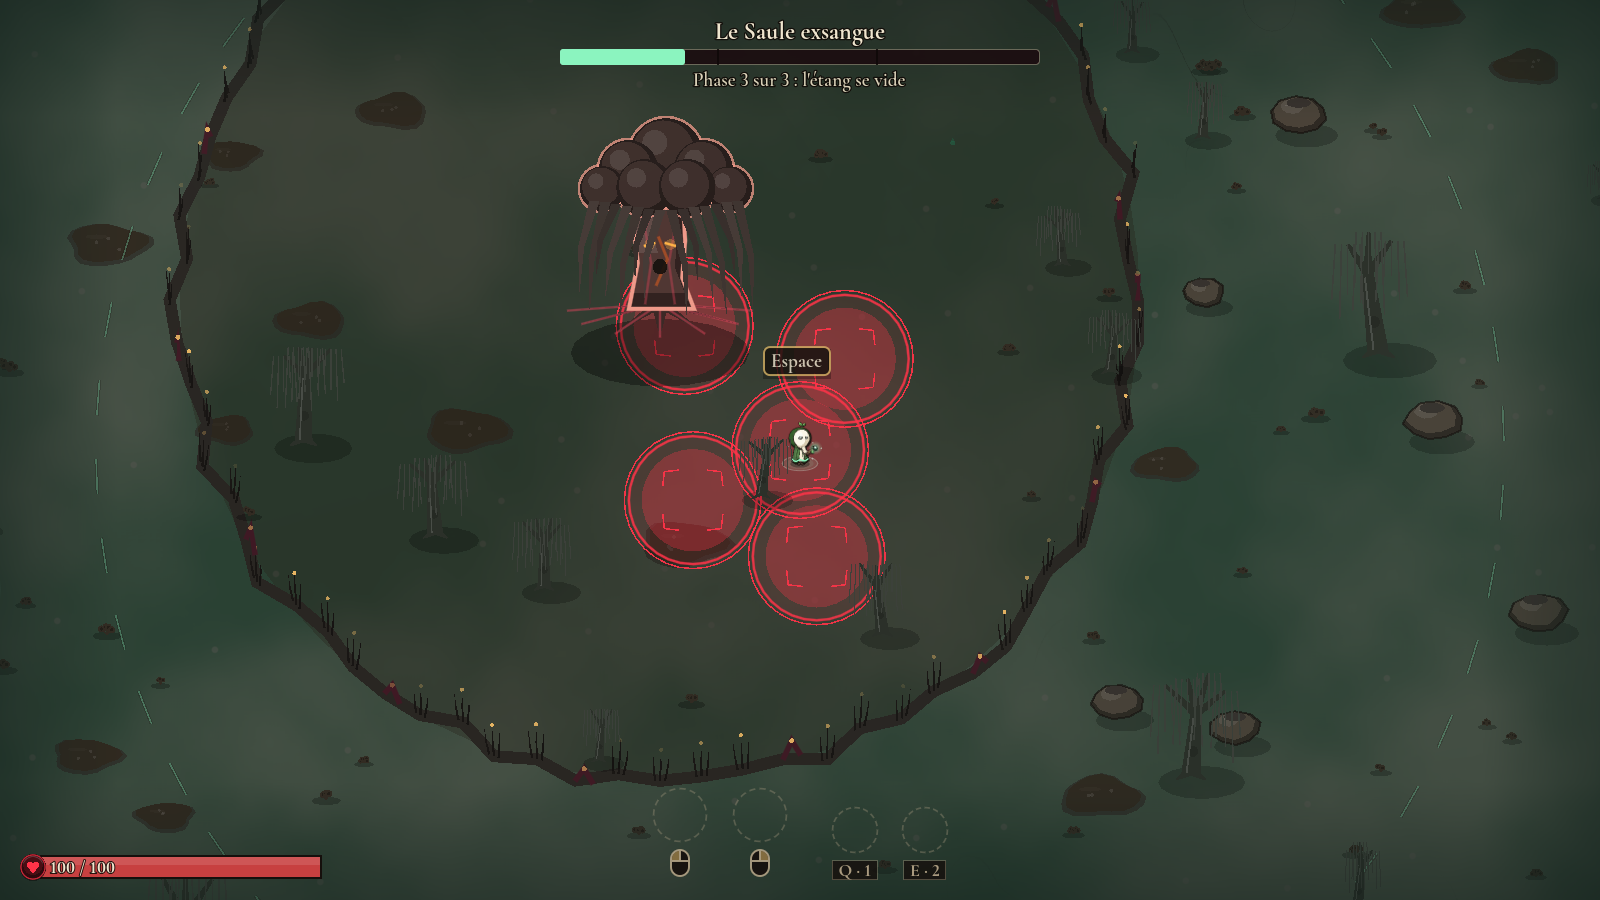 Le Saule exsangue
Phase 3 sur 3 : l'étang se vide
Espace
100 / 100
Q · 1
E · 2